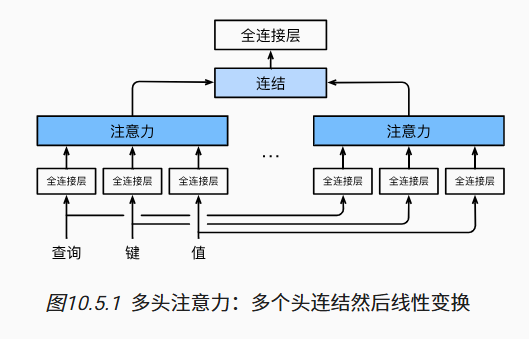 全连接层
连结
注意力 … 注意力
全连接层 全连接层 全连接层 全连接层 全连接层 全连接层
查询 键 值
图10.5.1 多头注意力：多个头连结然后线性变换